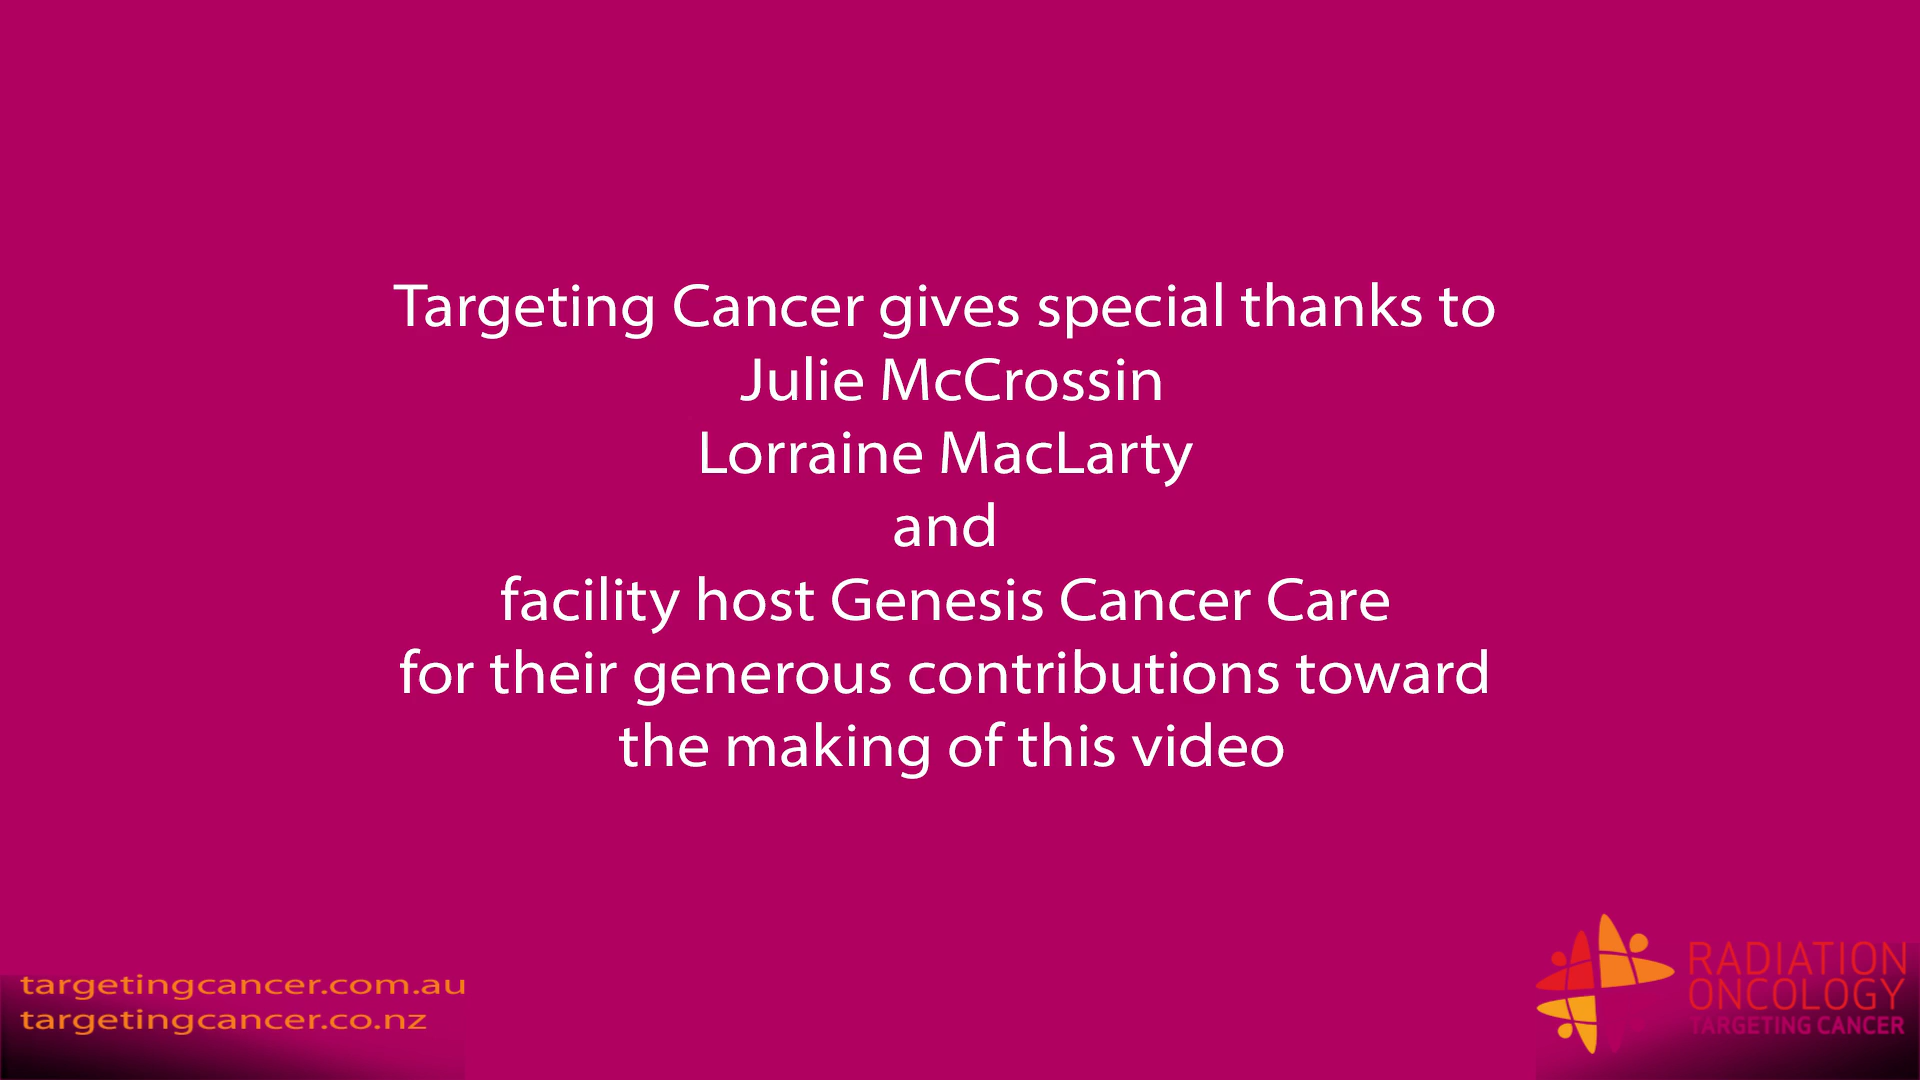 Targeting Cancer gives special thanks to
Julie McCrossin
Lorraine MacLarty
and
facility host Genesis Cancer Care
for their generous contributions toward
the making of this video
targetingcancer.com.au
targetingcancer.co.nz
RADIATION
ONCOLOGY
TARGETING CANCER